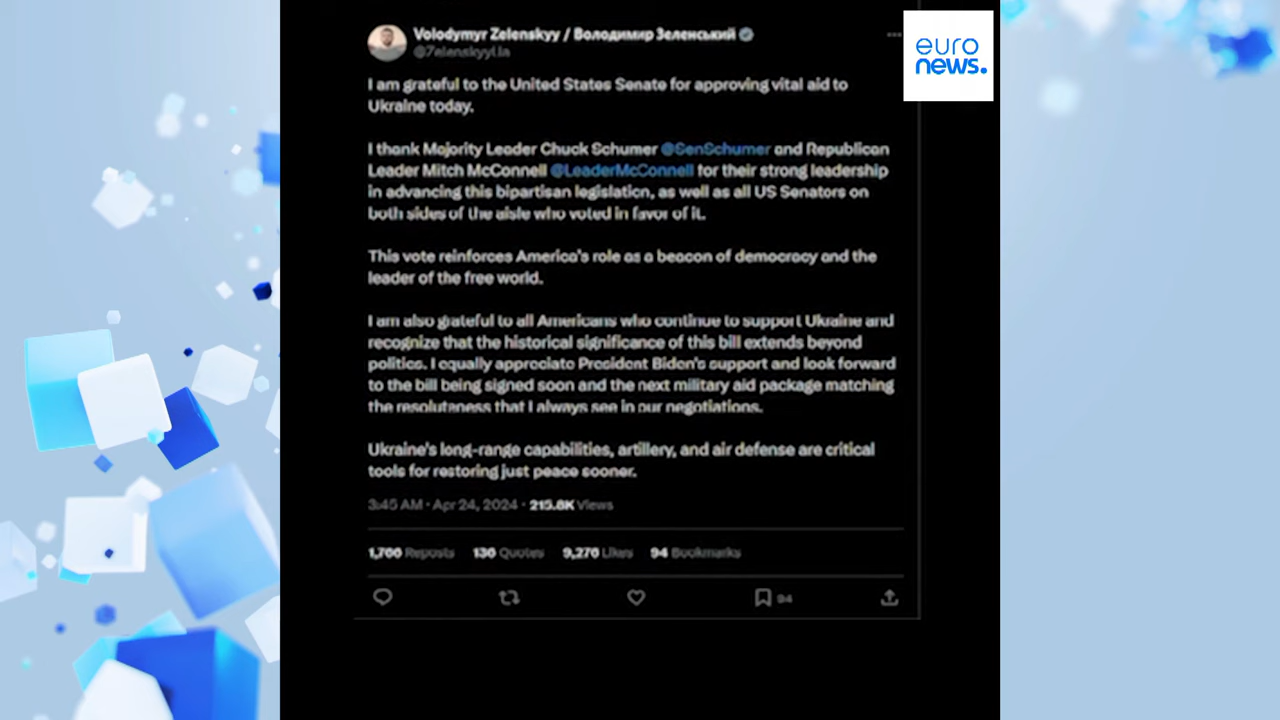 Volodymyr Zelenskyy / Володимир Зеленський
@ZelenskyyUa
euro
news.
I am grateful to the United States Senate for approving vital aid to
Ukraine today.
I thank Majority Leader Chuck Schumer @SenSchumer and Republican
Leader Mitch McConnell @LeaderMcConnell for their strong leadership
in advancing this bipartisan legislation, as well as all US Senators on
both sides of the aisle who voted in favor of it.
This vote reinforces America's role as a beacon of democracy and the
leader of the free world.
I am also grateful to all Americans who continue to support Ukraine and
recognize that the historical significance of this bill extends beyond
politics. I equally appreciate President Biden's support and look forward
to the bill being signed soon and the next military aid package matching
the resoluteness that I always see in our negotiations.
Ukraine's long-range capabilities, artillery, and air defense are critical
tools for restoring just peace sooner.
3:45 AM · Apr 24, 2024 · 215.8K Views
Reposts Quotes Likes 94 Bookmarks
94